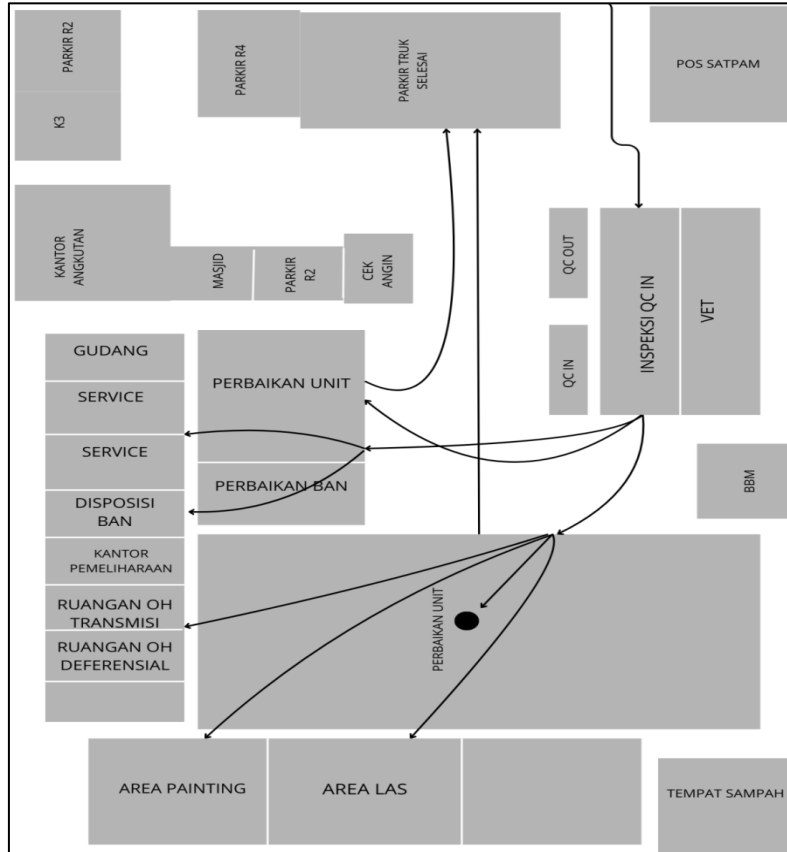 PARKIR R2
K3
PARKIR R4
PARKIR TRUK
SELESAI
POS SATPAM
KANTOR
ANGKUTAN
MASJID
PARKIR
R2
CEK
ANGIN
QC OUT
QC IN
INSPEKSI QC IN
VET
GUDANG
SERVICE
SERVICE
DISPOSISI
BAN
KANTOR
PEMELIHARAAN
RUANGAN OH
TRANSMISI
RUANGAN OH
DEFERENSIAL
PERBAIKAN UNIT
PERBAIKAN BAN
BBM
PERBAIKAN UNIT
AREA PAINTING
AREA LAS
TEMPAT SAMPAH